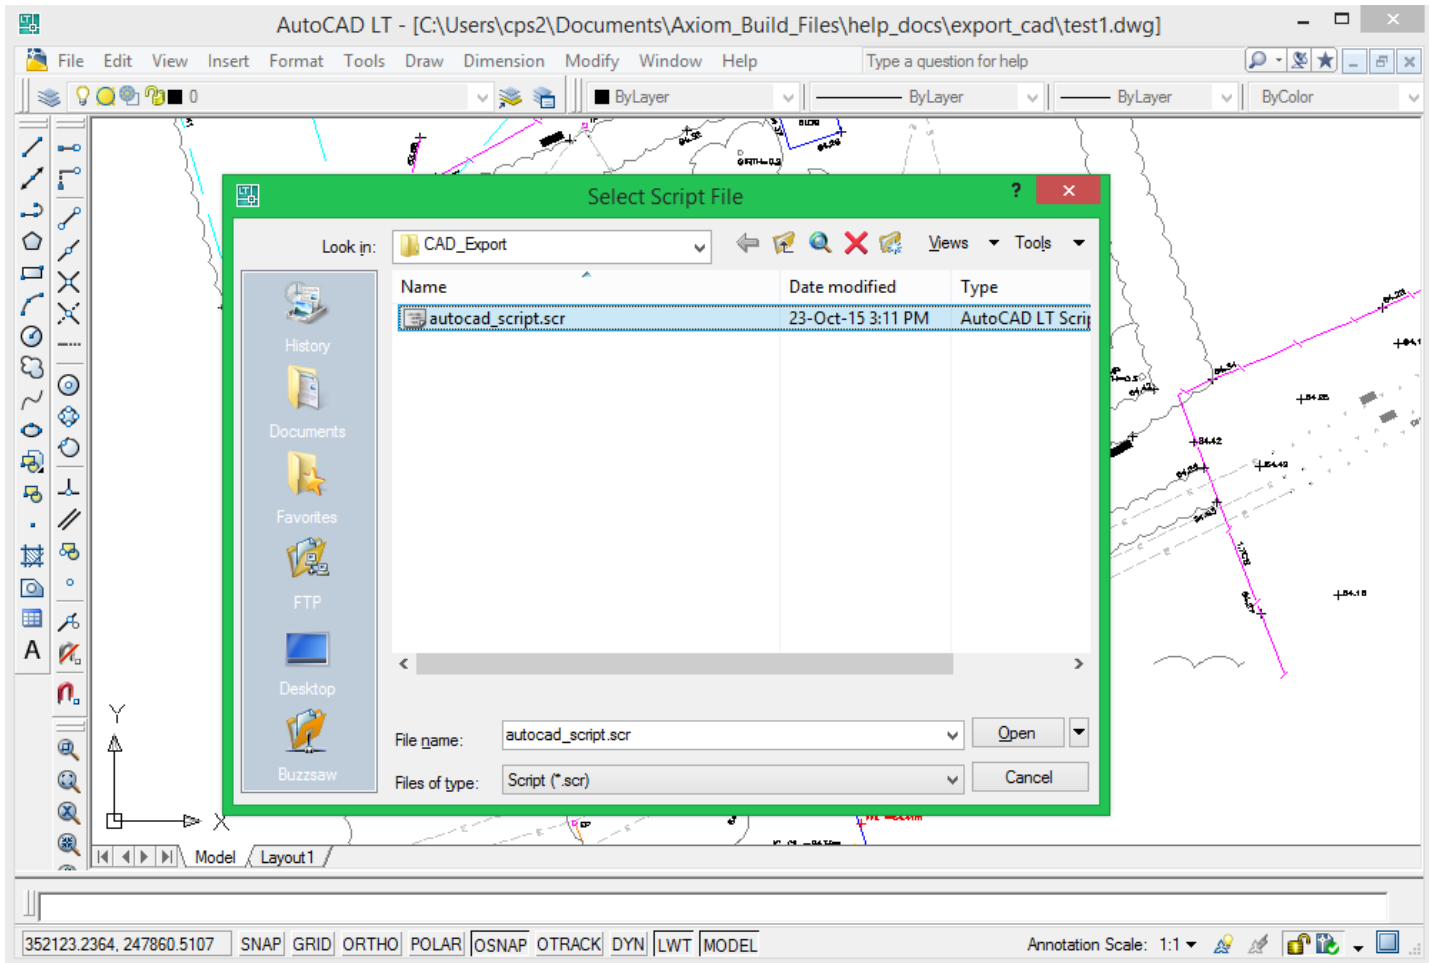 AutoCAD LT - [C:\Users\cps2\Documents\Axiom_Build_Files\help_docs\export_cad\test1.dwg]
File Edit View Insert Format Tools Draw Dimension Modify Window Help Type a question for help
0 ByLayer ByLayer ByLayer ByColor
Select Script File
Look in: CAD_Export Views Tools
Name Date modified Type
autocad_script.scr 23-Oct-15 3:11 PM AutoCAD LT Scrip
History
Documents
Favorites
FTP
Desktop
Buzzsaw
File name: autocad_script.scr Open
Files of type: Script (*.scr) Cancel
84.42
84.18
Y
X
Model Layout1
352123.2364, 247860.5107 SNAP GRID ORTHO POLAR OSNAP OTRACK DYN LWT MODEL Annotation Scale: 1:1